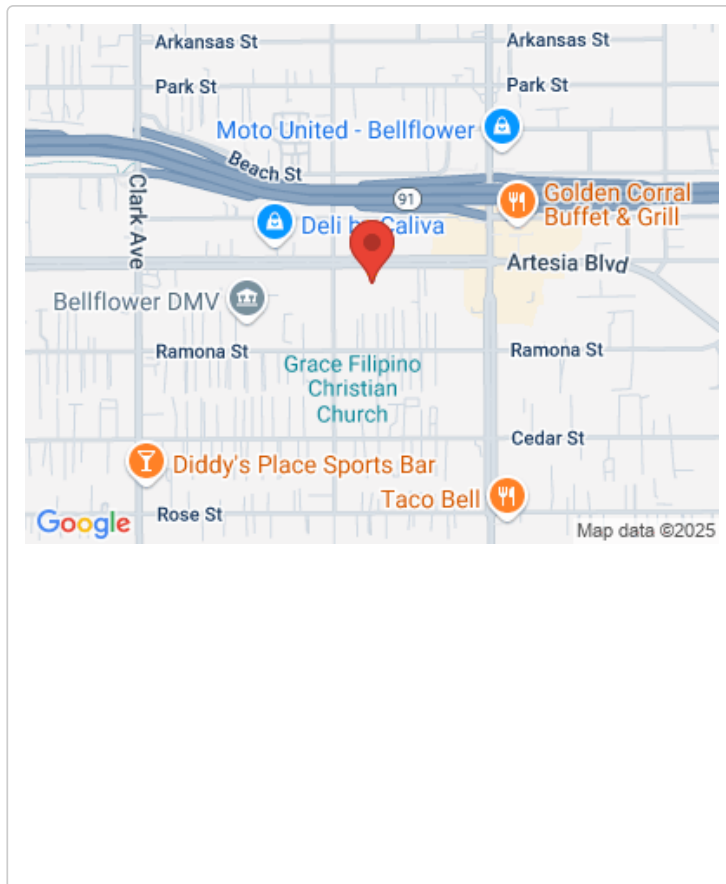 Arkansas St
Arkansas St
Park St
Park St
Moto United - Bellflower
Beach St
Clark Ave
91
Golden Corral
Buffet & Grill
Deli by Caliva
Artesia Blvd
Bellflower DMV
Ramona St
Ramona St
Grace Filipino
Christian
Church
Cedar St
Diddy's Place Sports Bar
Taco Bell
Rose St
Google
Map data ©2025